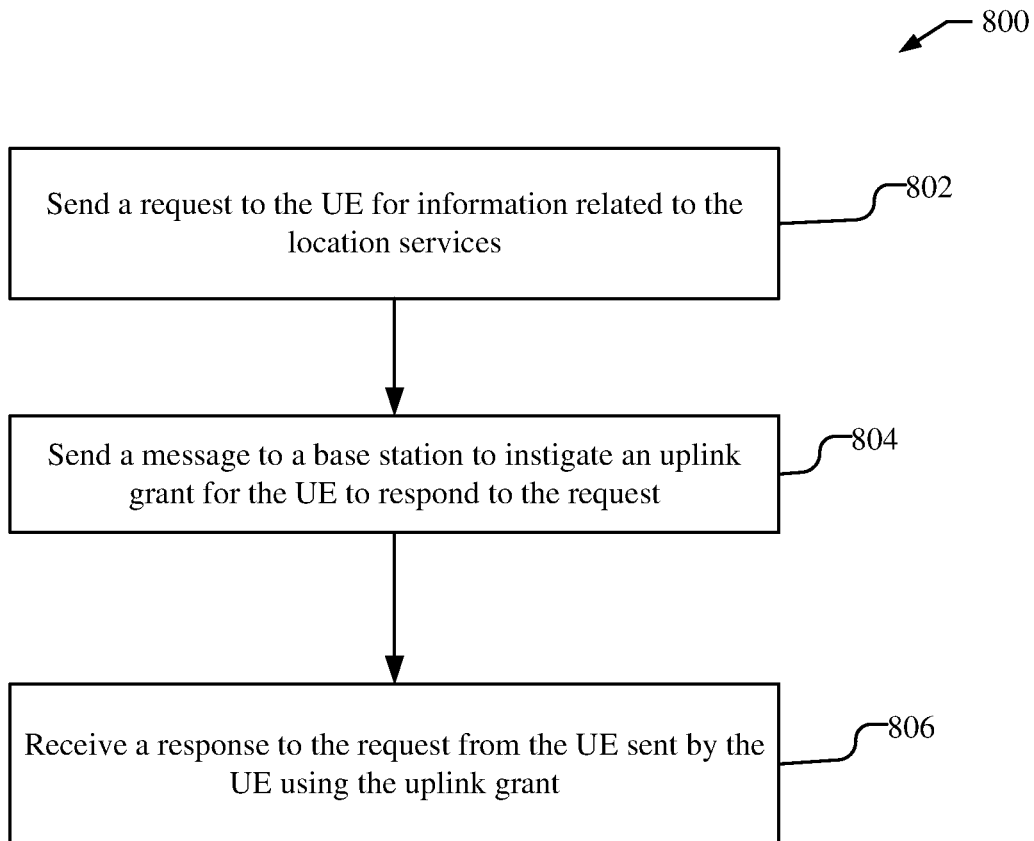 800
Send a request to the UE for information related to the
location services
802
Send a message to a base station to instigate an uplink
grant for the UE to respond to the request
804
Receive a response to the request from the UE sent by the
UE using the uplink grant
806